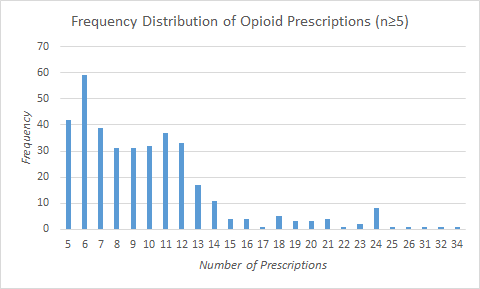 Frequency Distribution of Opioid Prescriptions (n≥5)
70
60
50
40
30
20
10
0
Frequency
5 6 7 8 9 10 11 12 13 14 15 16 17 18 19 20 21 22 23 24 25 26 31 32 34
Number of Prescriptions